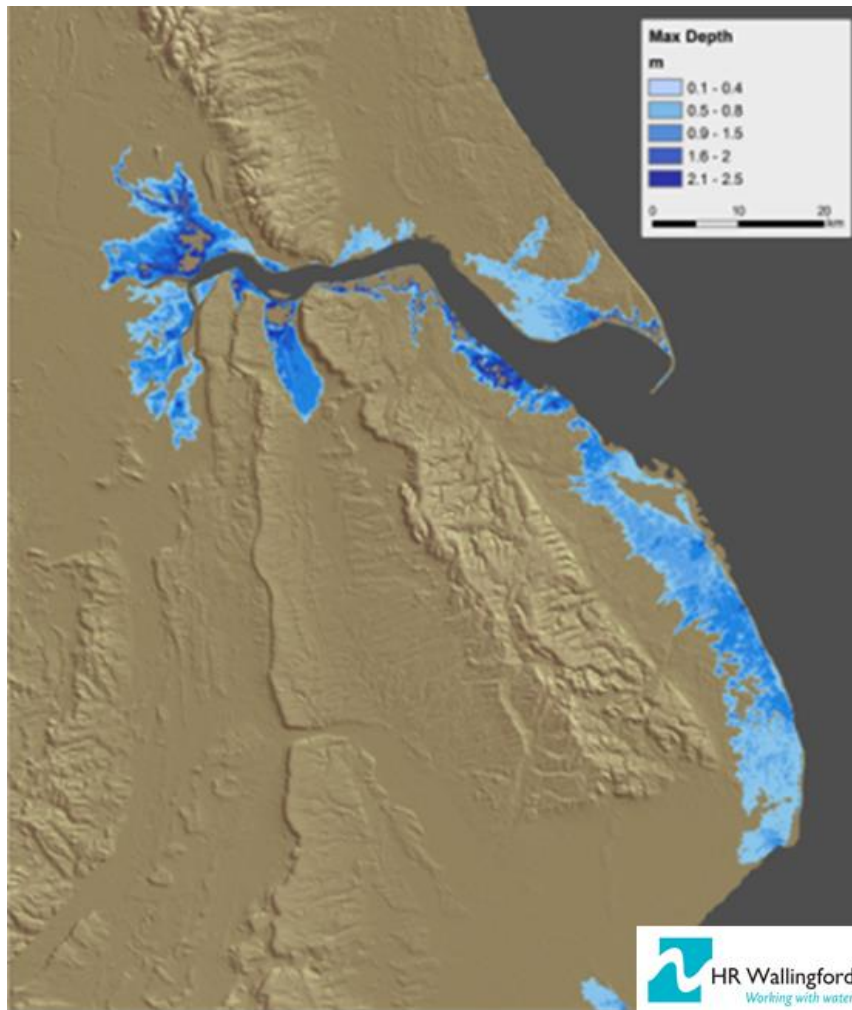 Max Depth
m
0.1 - 0.4
0.5 - 0.8
0.9 - 1.5
1.6 - 2
2.1 - 2.5
0 10 20
km
HR Wallingford
Working with water